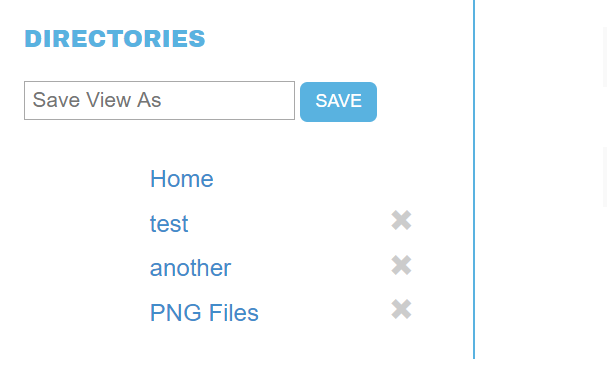 DIRECTORIES
Save View As SAVE
Home
test ✖
another ✖
PNG Files ✖